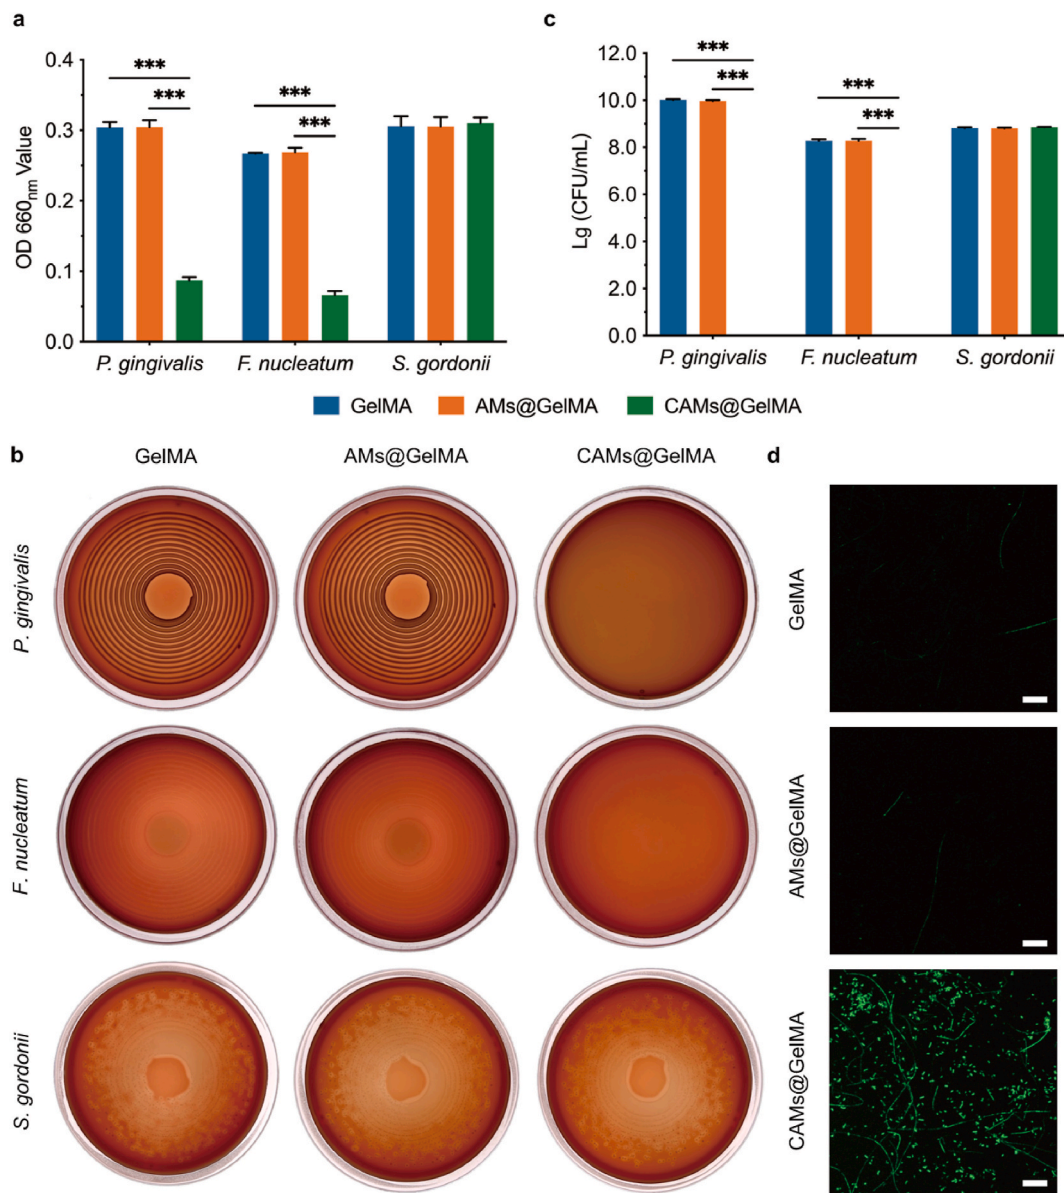 a
0.4
0.3
0.2
0.1
0.0
OD 660nm Value
***
***
***
***
P. gingivalis
F. nucleatum
S. gordonii
c
12.0
10.0
8.0
6.0
4.0
2.0
0.0
Lg (CFU/mL)
***
***
***
***
P. gingivalis
F. nucleatum
S. gordonii
GelMA
AMs@GelMA
CAMs@GelMA
b
GelMA
AMs@GelMA
CAMs@GelMA
P. gingivalis
F. nucleatum
S. gordonii
d
GelMA
AMs@GelMA
CAMs@GelMA